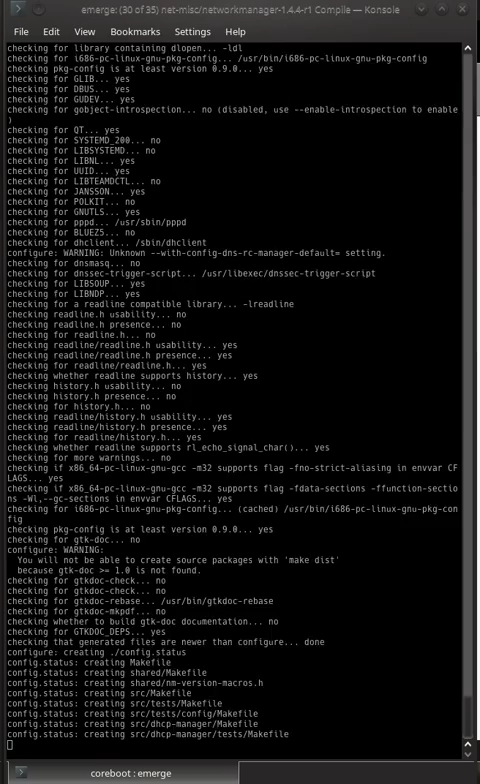 emerge: (30 of 35) net-misc/networkmanager-1.4.4-r1 Compile — Konsole
File Edit View Bookmarks Settings Help
checking for library containing dlopen... -ldl
checking for i686-pc-linux-gnu-pkg-config... /usr/bin/i686-pc-linux-gnu-pkg-config
checking pkg-config is at least version 0.9.0... yes
checking for GLIB... yes
checking for DBUS... yes
checking for GUDEV... yes
checking for gobject-introspection... no (disabled, use --enable-introspection to enable
)
checking for QT... yes
checking for SYSTEMD_200... no
checking for LIBSYSTEMD... no
checking for LIBNL... yes
checking for UUID... yes
checking for LIBTEAMDCTL... no
checking for JANSSON... yes
checking for POLKIT... no
checking for GNUTLS... yes
checking for pppd... /usr/sbin/pppd
checking for BLUEZ5... no
checking for dhclient... /sbin/dhclient
configure: WARNING: Unknown --with-config-dns-rc-manager-default= setting.
checking for dnsmasq... no
checking for dnssec-trigger-script... /usr/libexec/dnssec-trigger-script
checking for LIBSOUP... yes
checking for LIBNDP... yes
checking for a readline compatible library... -lreadline
checking readline.h usability... no
checking readline.h presence... no
checking for readline.h... no
checking readline/readline.h usability... yes
checking readline/readline.h presence... yes
checking for readline/readline.h... yes
checking whether readline supports history... yes
checking history.h usability... no
checking history.h presence... no
checking for history.h... no
checking readline/history.h usability... yes
checking readline/history.h presence... yes
checking for readline/history.h... yes
checking whether readline supports rl_echo_signal_char()... yes
checking for more warnings... no
checking if x86_64-pc-linux-gnu-gcc -m32 supports flag -fno-strict-aliasing in envvar CF
LAGS... yes
checking if x86_64-pc-linux-gnu-gcc -m32 supports flag -fdata-sections -ffunction-sectio
ns -Wl,--gc-sections in envvar CFLAGS... yes
checking for i686-pc-linux-gnu-pkg-config... (cached) /usr/bin/i686-pc-linux-gnu-pkg-con
fig
checking pkg-config is at least version 0.9.0... yes
checking for gtk-doc... no
configure: WARNING:
You will not be able to create source packages with 'make dist'
because gtk-doc >= 1.0 is not found.
checking for gtkdoc-check... no
checking for gtkdoc-check... no
checking for gtkdoc-rebase... /usr/bin/gtkdoc-rebase
checking for gtkdoc-mkpdf... no
checking whether to build gtk-doc documentation... no
checking for GTKDOC_DEPS... yes
checking that generated files are newer than configure... done
configure: creating ./config.status
config.status: creating Makefile
config.status: creating shared/Makefile
config.status: creating shared/nm-version-macros.h
config.status: creating src/Makefile
config.status: creating src/tests/Makefile
config.status: creating src/tests/config/Makefile
config.status: creating src/dhcp-manager/Makefile
config.status: creating src/dhcp-manager/tests/Makefile
coreboot : emerge